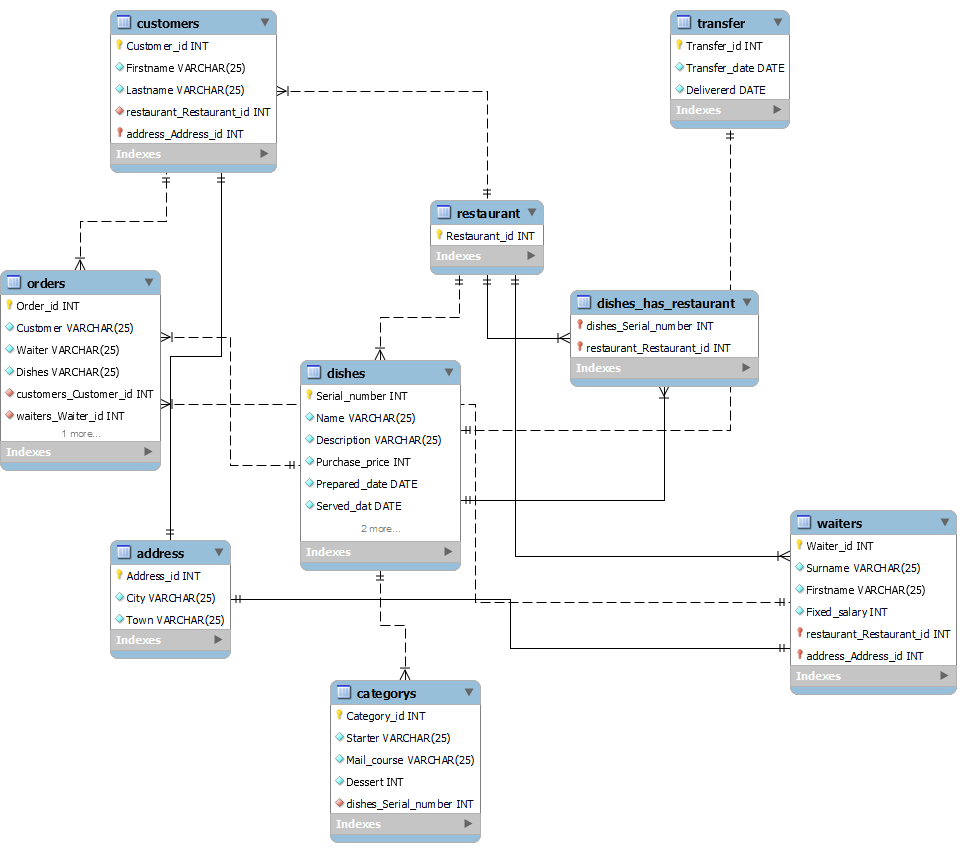 customers
Customer_id INT
Firstname VARCHAR(25)
Lastname VARCHAR(25)
restaurant_Restaurant_id INT
address_Address_id INT
Indexes
transfer
Transfer_id INT
Transfer_date DATE
Delivererd DATE
Indexes
restaurant
Restaurant_id INT
Indexes
orders
Order_id INT
Customer VARCHAR(25)
Waiter VARCHAR(25)
Dishes VARCHAR(25)
customers_Customer_id INT
waiters_Waiter_id INT
1 more...
Indexes
dishes_has_restaurant
dishes_Serial_number INT
restaurant_Restaurant_id INT
Indexes
dishes
Serial_number INT
Name VARCHAR(25)
Description VARCHAR(25)
Purchase_price INT
Prepared_date DATE
Served_dat DATE
2 more...
Indexes
address
Address_id INT
City VARCHAR(25)
Town VARCHAR(25)
Indexes
waiters
Waiter_id INT
Surname VARCHAR(25)
Firstname VARCHAR(25)
Fixed_salary INT
restaurant_Restaurant_id INT
address_Address_id INT
Indexes
categorys
Category_id INT
Starter VARCHAR(25)
Mail_course VARCHAR(25)
Dessert INT
dishes_Serial_number INT
Indexes